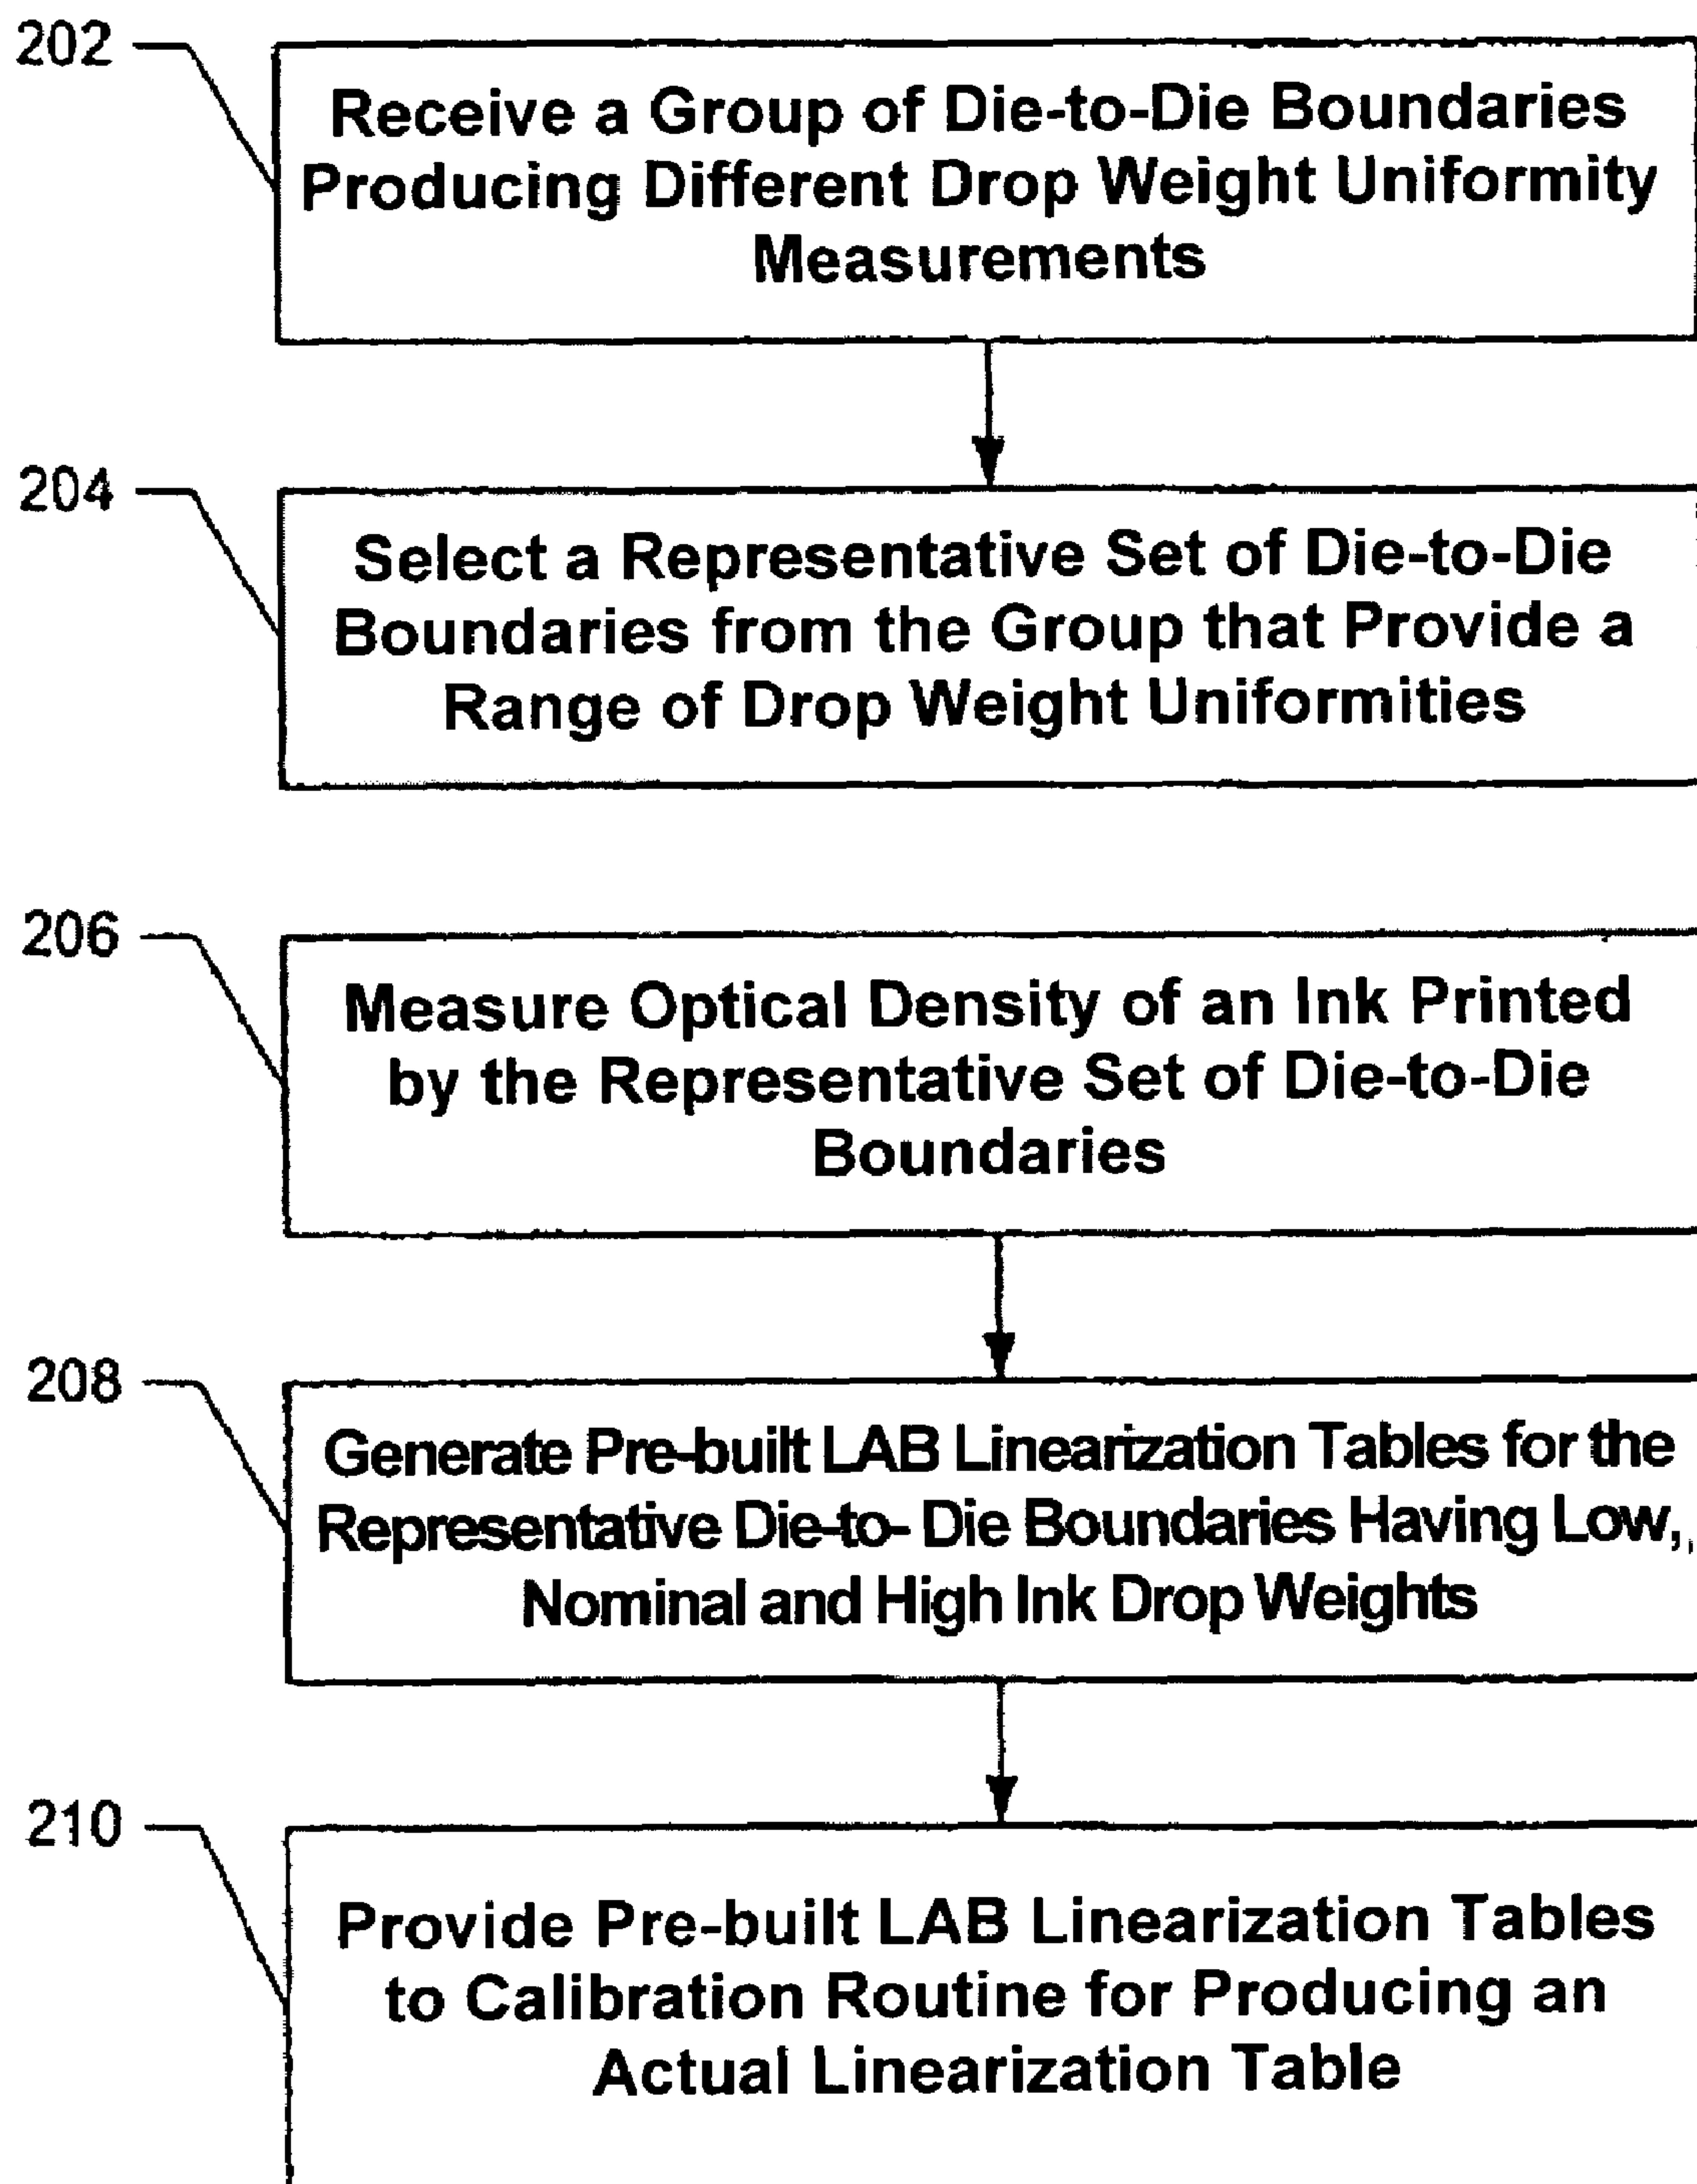 202
Receive a Group of Die-to-Die Boundaries
Producing Different Drop Weight Uniformity
Measurements
204
Select a Representative Set of Die-to-Die
Boundaries from the Group that Provide a
Range of Drop Weight Uniformities
206
Measure Optical Density of an Ink Printed
by the Representative Set of Die-to-Die
Boundaries
208
Generate Pre-built LAB Linearization Tables for the
Representative Die-to- Die Boundaries Having Low,
Nominal and High Ink Drop Weights
210
Provide Pre-built LAB Linearization Tables
to Calibration Routine for Producing an
Actual Linearization Table